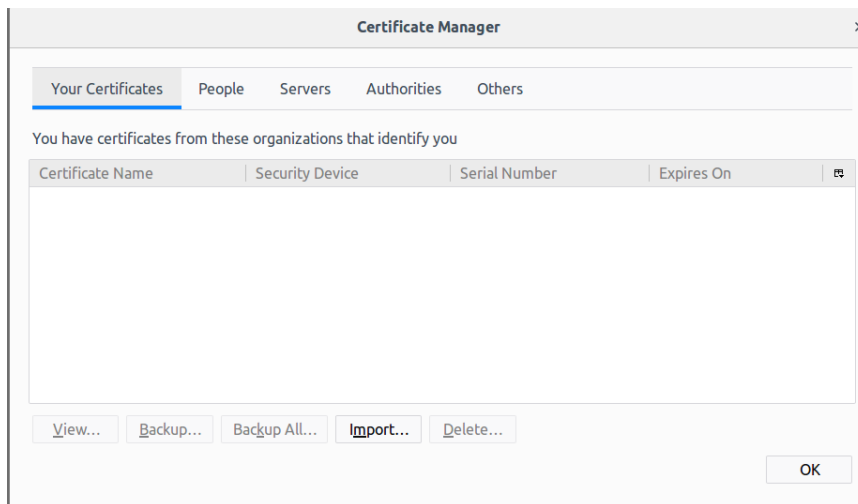 Certificate Manager
Your Certificates People Servers Authorities Others
You have certificates from these organizations that identify you
Certificate Name Security Device Serial Number Expires On
View... Backup... Backup All... Import... Delete...
OK